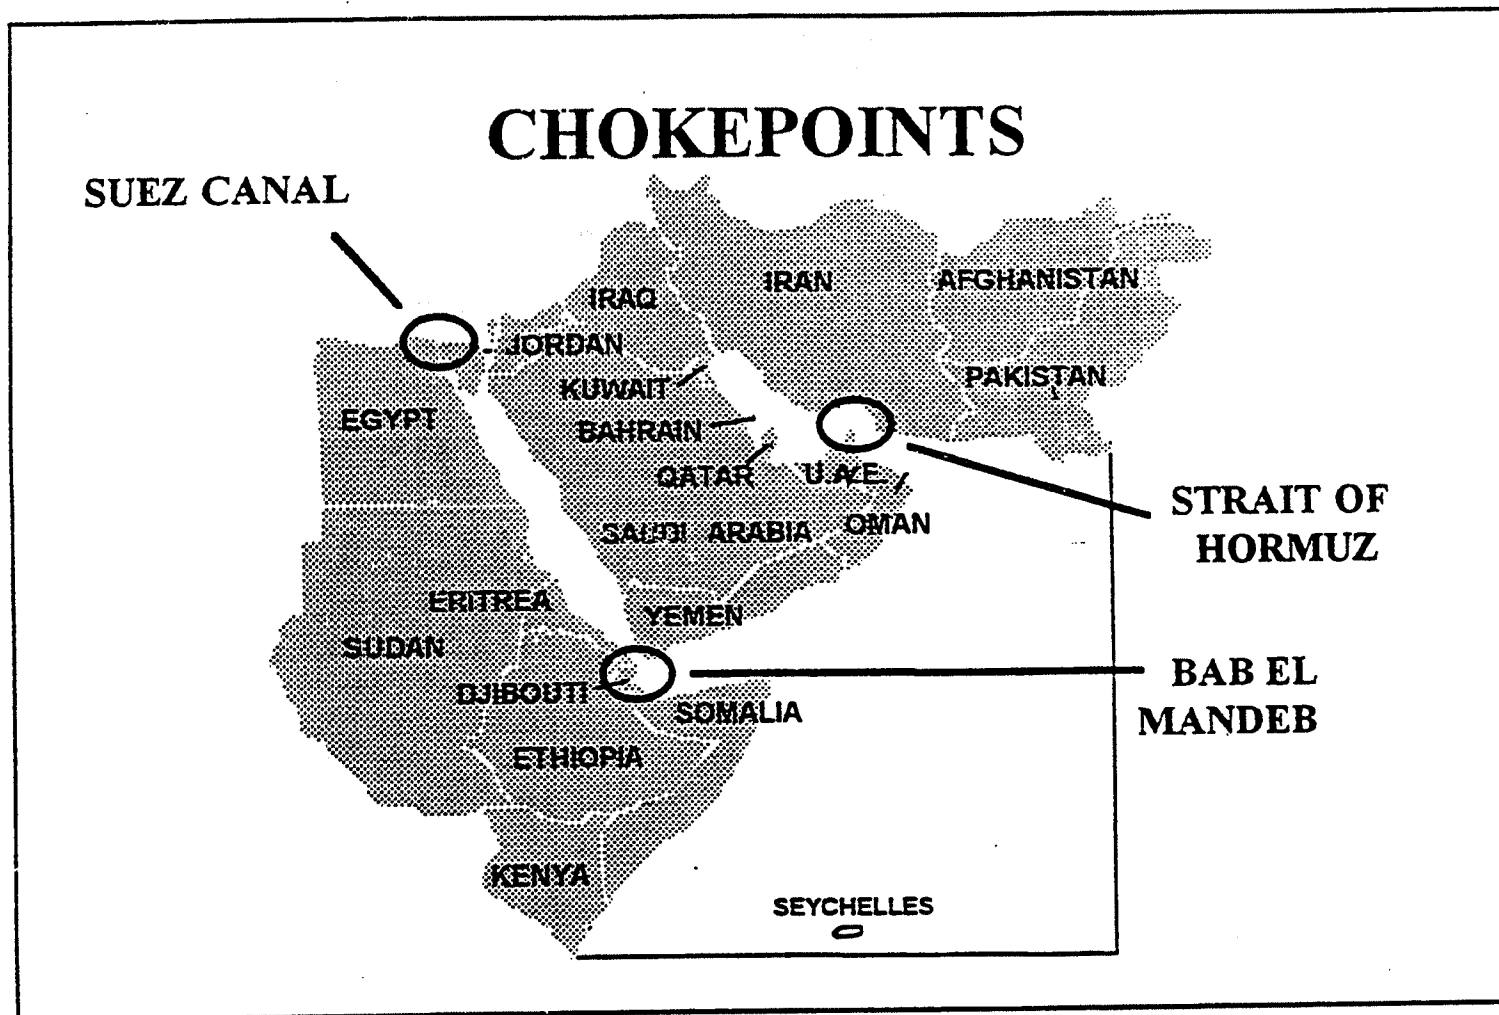 CHOKEPOINTS
SUEZ CANAL
IRAN
AFGHANISTAN
IRAQ
JORDAN
KUWAIT
PAKISTAN
EGYPT
BAHRAIN
QATAR
U.A.E.
STRAIT OF
HORMUZ
SAUDI ARABIA
OMAN
ERITREA
YEMEN
SUDAN
DJIBOUTI
BAB EL
MANDEB
SOMALIA
ETHIOPIA
KENYA
SEYCHELLES